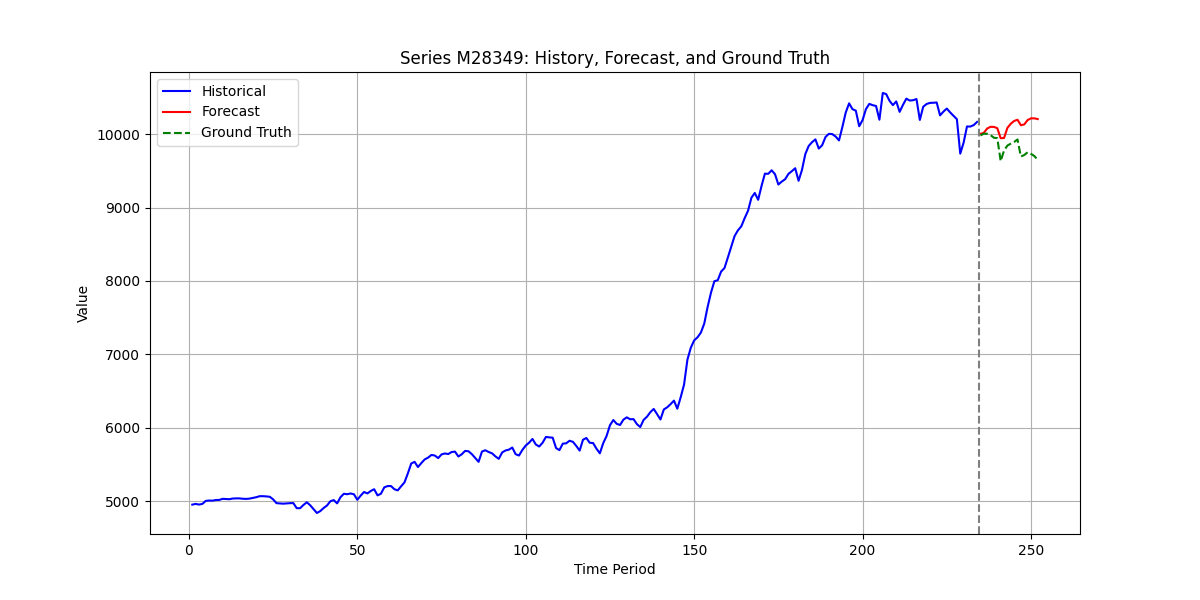 Series M28349: History, Forecast, and Ground Truth
Historical
Forecast
Ground Truth
10000
9000
8000
7000
6000
5000
Value
0 50 100 150 200 250
Time Period